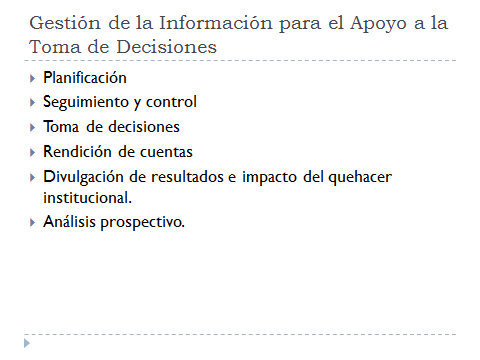 Gestión de la Información para el Apoyo a la
Toma de Decisiones
Planificación
Seguimiento y control
Toma de decisiones
Rendición de cuentas
Divulgación de resultados e impacto del quehacer
institucional.
Análisis prospectivo.